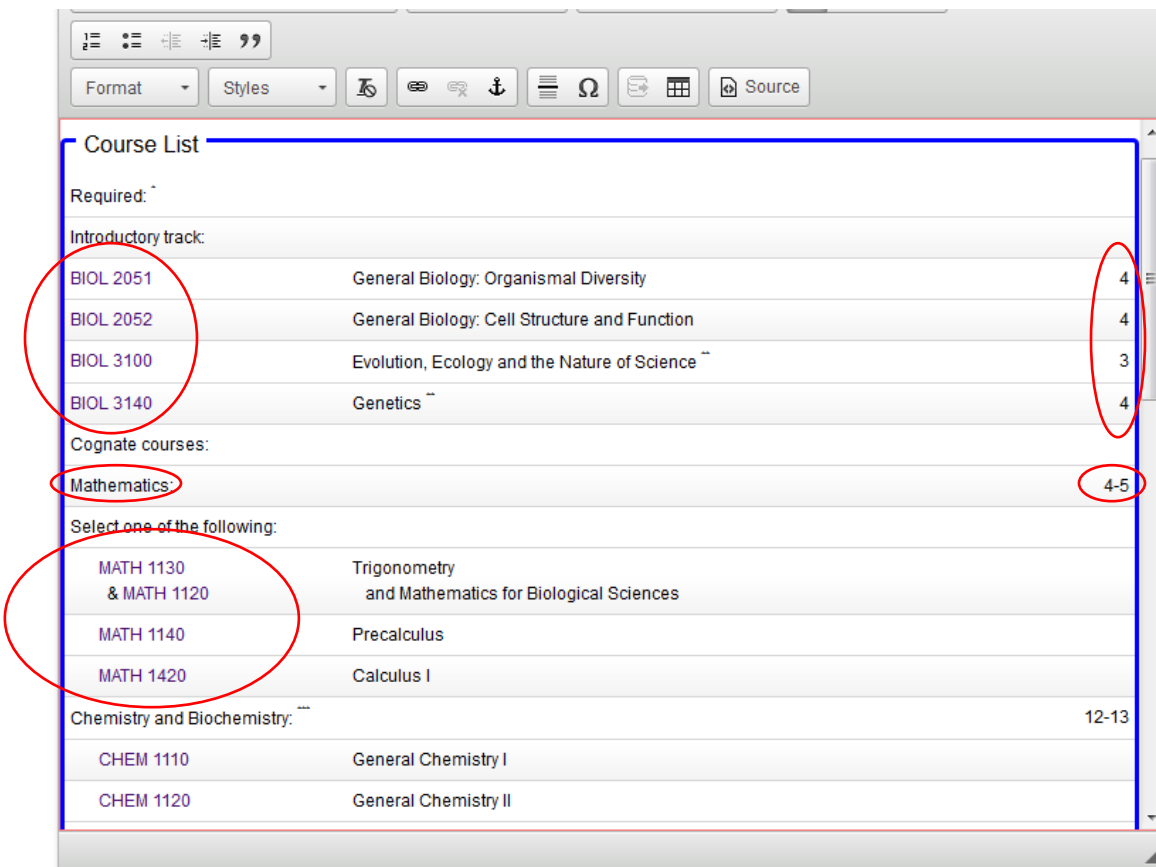 Format Styles Source
Course List
Required: *
Introductory track:
BIOL 2051 General Biology: Organismal Diversity 4
BIOL 2052 General Biology: Cell Structure and Function 4
BIOL 3100 Evolution, Ecology and the Nature of Science ** 3
BIOL 3140 Genetics ** 4
Cognate courses:
Mathematics: 4-5
Select one of the following:
MATH 1130 Trigonometry
& MATH 1120 and Mathematics for Biological Sciences
MATH 1140 Precalculus
MATH 1420 Calculus I
Chemistry and Biochemistry: *** 12-13
CHEM 1110 General Chemistry I
CHEM 1120 General Chemistry II